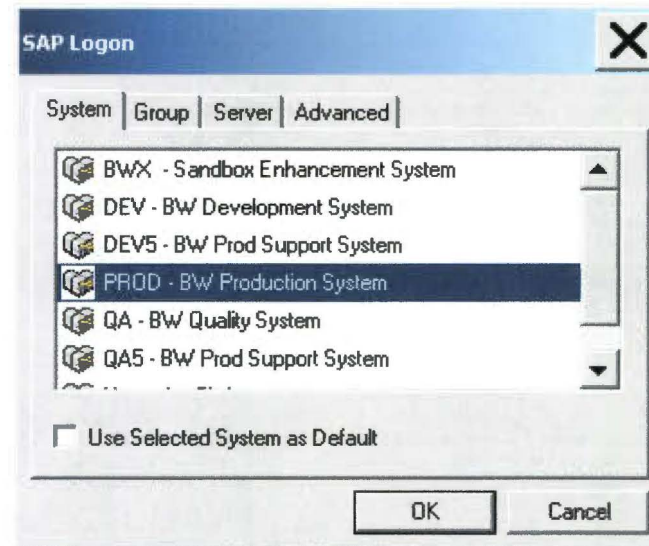 SAP Logon
System Group Server Advanced
BWX - Sandbox Enhancement System
DEV - BW Development System
DEV5 - BW Prod Support System
PROD - BW Production System
QA - BW Quality System
QA5 - BW Prod Support System
Use Selected System as Default
OK Cancel